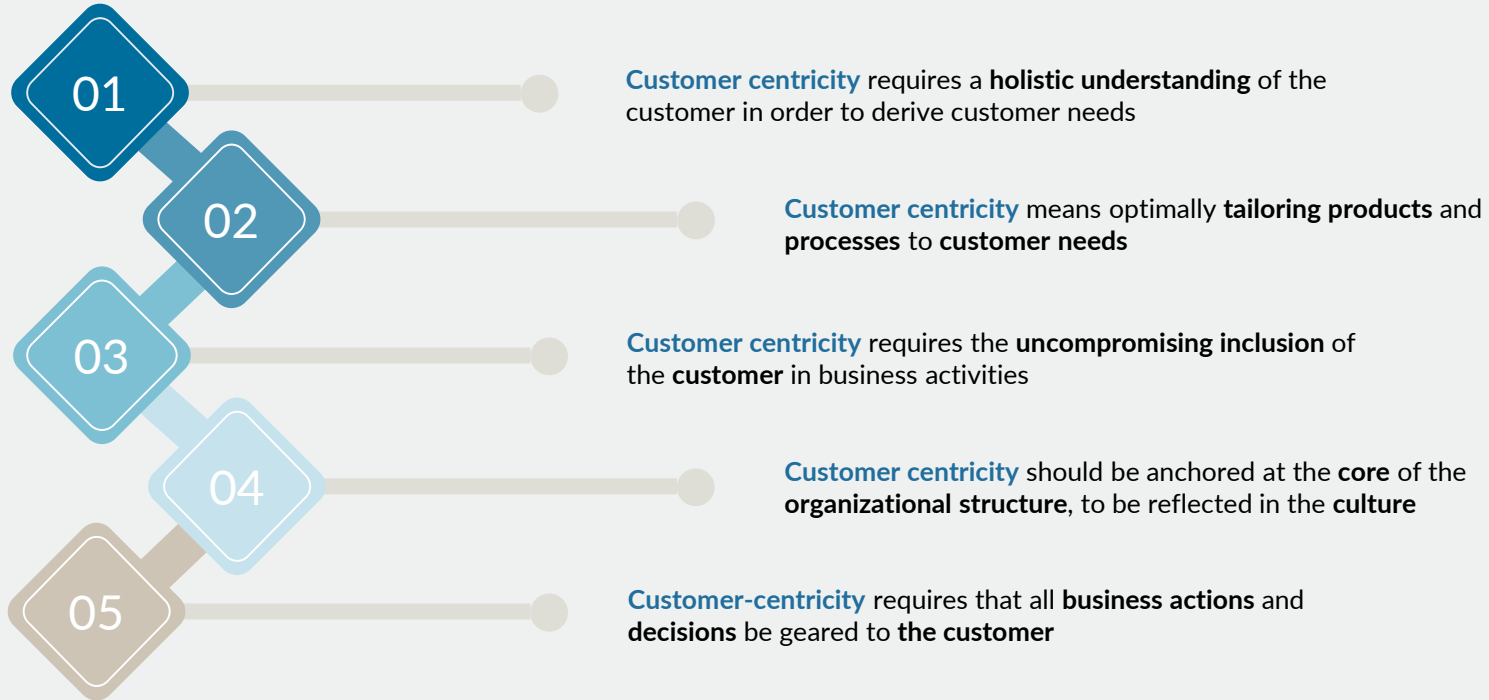 01
Customer centricity requires a holistic understanding of the
customer in order to derive customer needs
02
Customer centricity means optimally tailoring products and
processes to customer needs
03
Customer centricity requires the uncompromising inclusion of
the customer in business activities
04
Customer centricity should be anchored at the core of the
organizational structure, to be reflected in the culture
05
Customer-centricity requires that all business actions and
decisions be geared to the customer